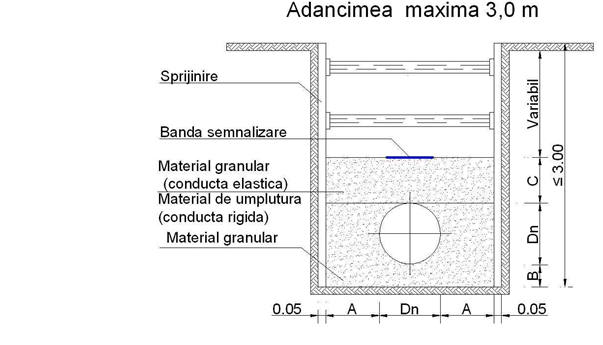 Adancimea maxima 3,0 m
Sprijinire
Banda semnalizare
Material granular
(conducta elastica)
Material de umplutura
(conducta rigida)
Material granular
Variabil
C
Dn
B
≤ 3.00
0.05
A
Dn
A
0.05